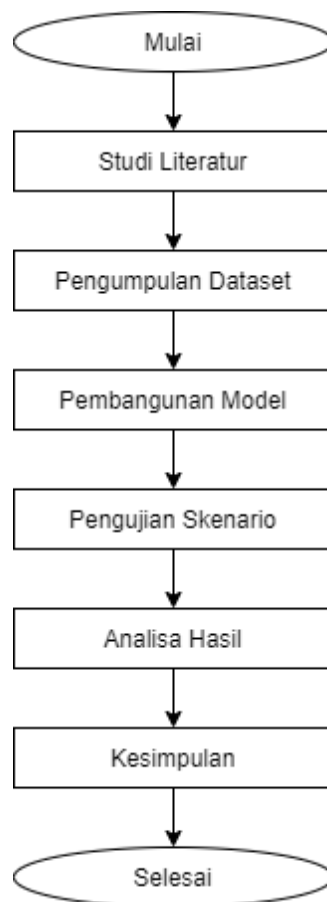 Mulai
Studi Literatur
Pengumpulan Dataset
Pembangunan Model
Pengujian Skenario
Analisa Hasil
Kesimpulan
Selesai